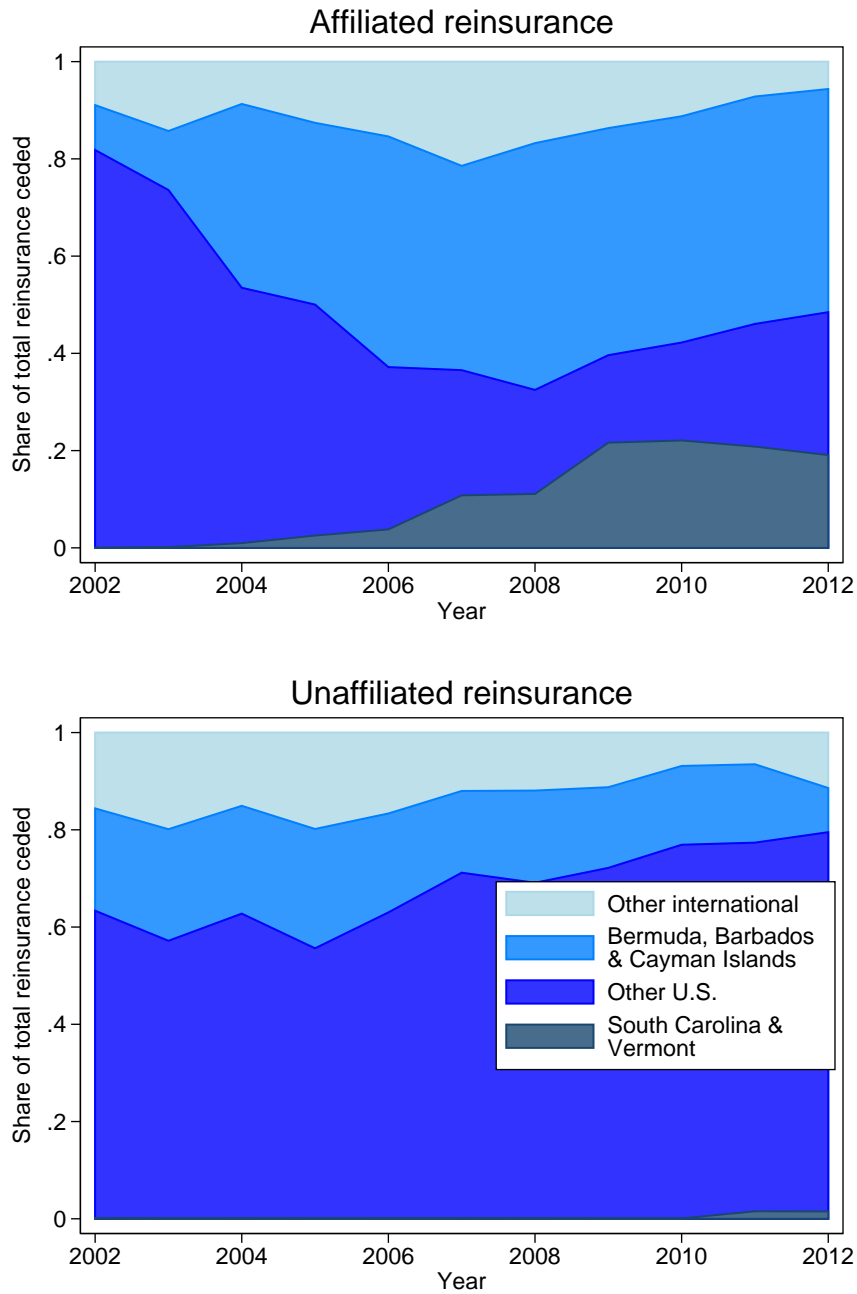 Affiliated reinsurance
Share of total reinsurance ceded
1
.8
.6
.4
.2
0
2002 2004 2006 2008 2010 2012
Year
Unaffiliated reinsurance
Share of total reinsurance ceded
1
.8
.6
.4
.2
0
Other international
Bermuda, Barbados
& Cayman Islands
Other U.S.
South Carolina &
Vermont
2002 2004 2006 2008 2010 2012
Year